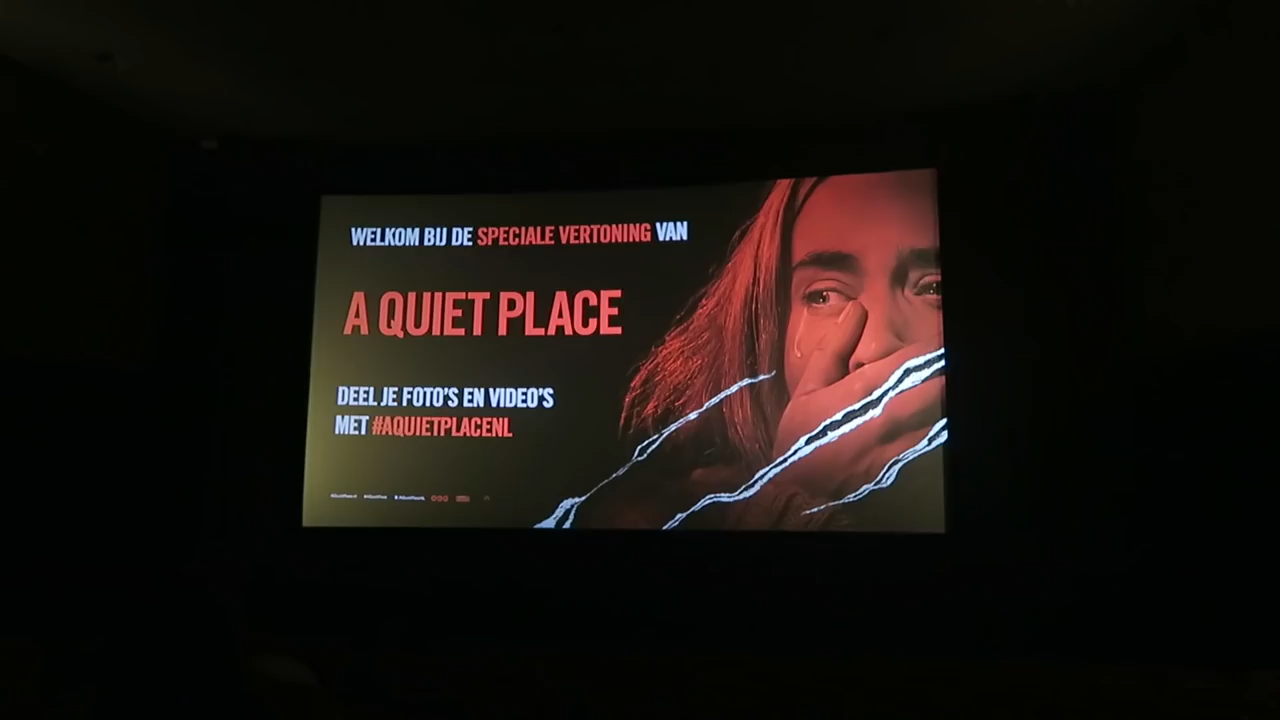 WELKOM BIJ DE SPECIALE VERTONING VAN
A QUIET PLACE
DEEL JE FOTO'S EN VIDEO'S
MET #AQUIETPLACENL